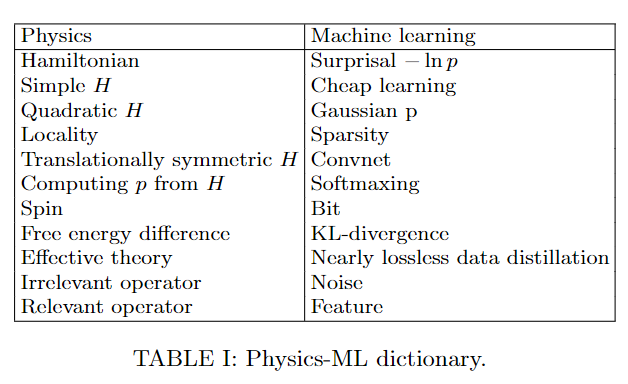 Physics Machine learning
Hamiltonian Surprisal − ln p
Simple H Cheap learning
Quadratic H Gaussian p
Locality Sparsity
Translationally symmetric H Convnet
Computing p from H Softmaxing
Spin Bit
Free energy difference KL-divergence
Effective theory Nearly lossless data distillation
Irrelevant operator Noise
Relevant operator Feature
TABLE I: Physics-ML dictionary.